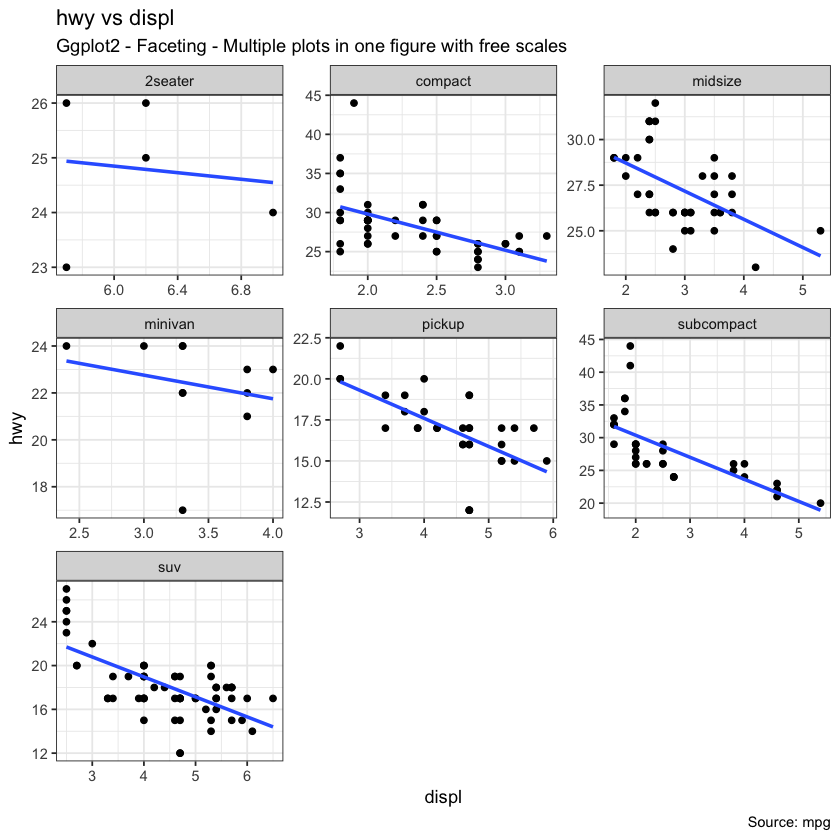 hwy vs displ
Ggplot2 - Faceting - Multiple plots in one figure with free scales
2seater
compact
midsize
26
25
24
23
45
40
35
30
25
30.0
27.5
25.0
6.0 6.4 6.8
2.0 2.5 3.0
2 3 4 5
minivan
pickup
subcompact
24
22
20
18
22.5
20.0
17.5
15.0
12.5
45
40
35
30
25
20
2.5 3.0 3.5 4.0
3 4 5 6
2 3 4 5
hwy
suv
24
20
16
12
3 4 5 6
displ
Source: mpg